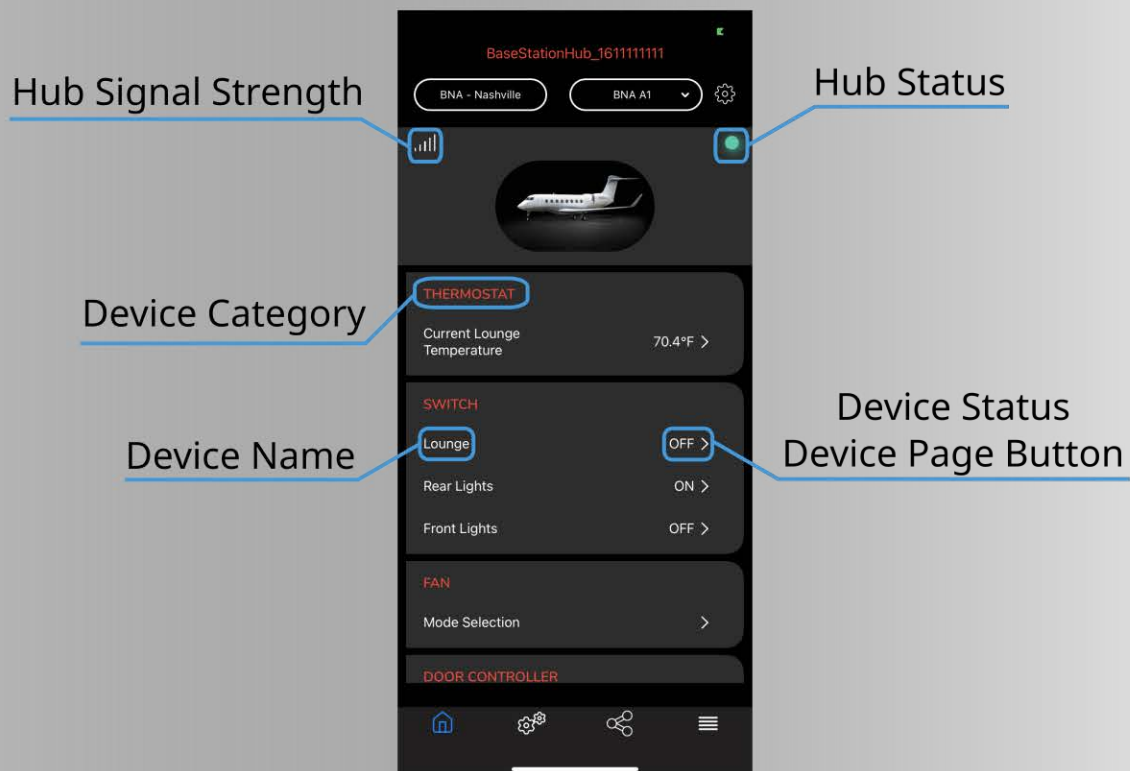 BaseStationHub_1611111111
Hub Signal Strength
BNA - Nashville
BNA A1
Hub Status
THERMOSTAT
Device Category
Current Lounge
Temperature
70.4°F
SWITCH
Device Name
Lounge
OFF
Device Status
Device Page Button
Rear Lights
ON
Front Lights
OFF
FAN
Mode Selection
DOOR CONTROLLER